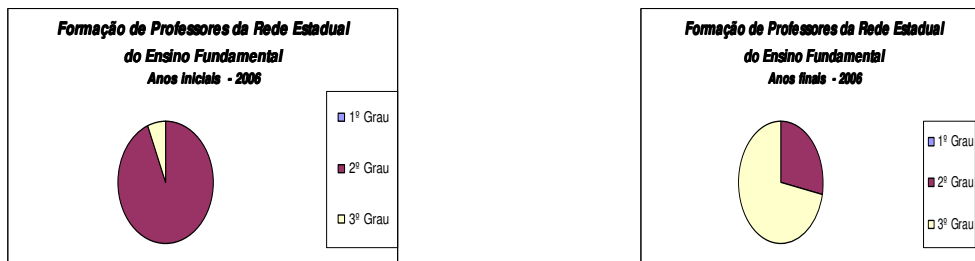 Formação de Professores da Rede Estadual
do Ensino Fundamental
Anos iniciais - 2006
1º Grau
2º Grau
3º Grau
Formação de Professores da Rede Estadual
do Ensino Fundamental
Anos finais - 2006
1º Grau
2º Grau
3º Grau